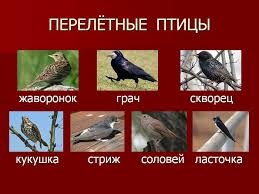 ПЕРЕЛЁТНЫЕ ПТИЦЫ
жаворонок грач скворец
кукушка стриж соловей ласточка